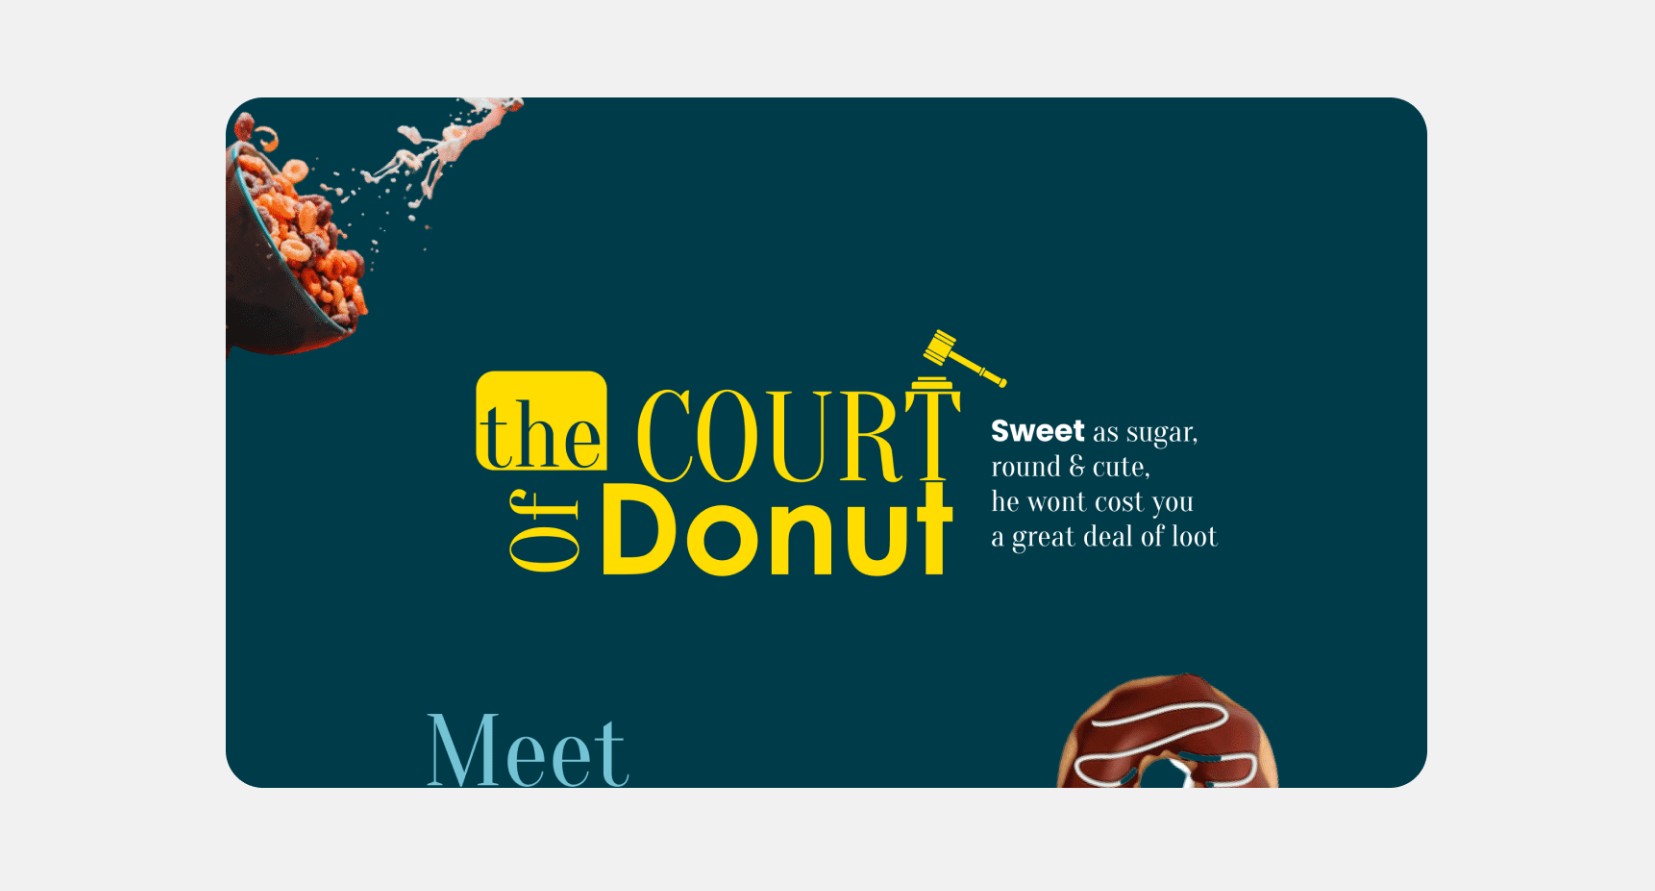 the COURT
of Donut
Sweet as sugar,
round & cute,
he wont cost you
a great deal of loot
Meet